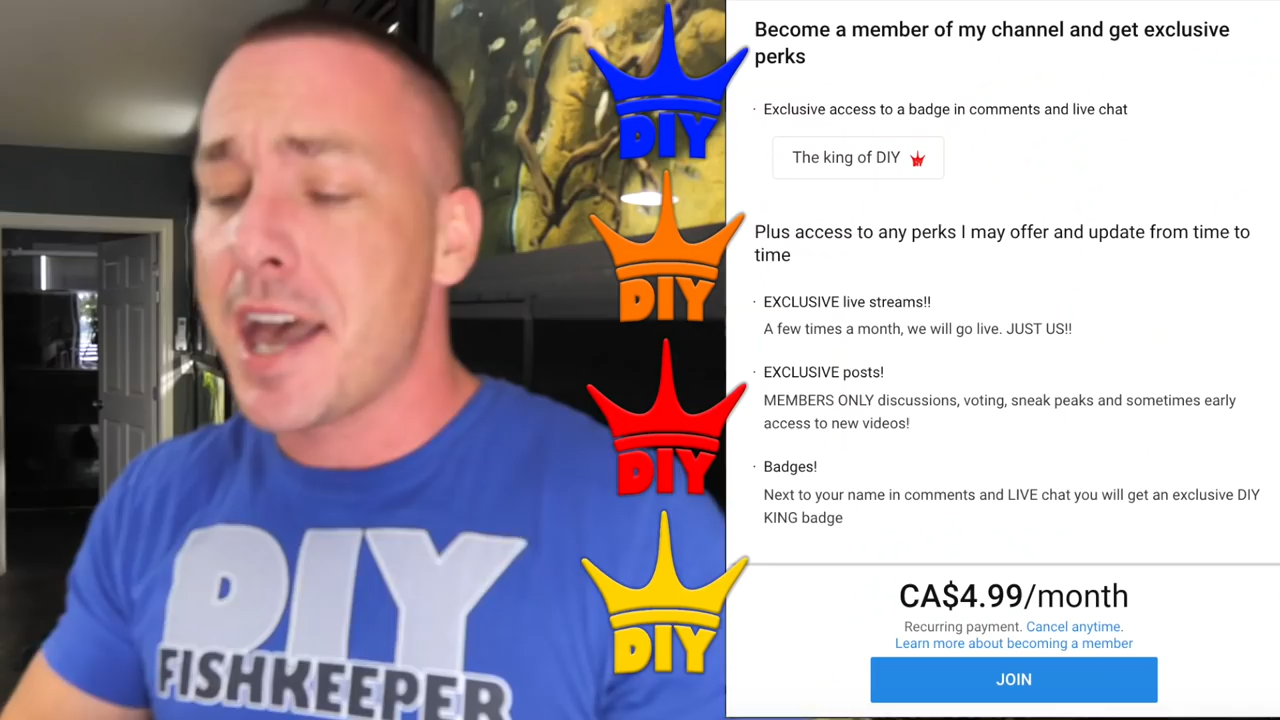 Become a member of my channel and get exclusive
perks
· Exclusive access to a badge in comments and live chat
The king of DIY
Plus access to any perks I may offer and update from time to
time
· EXCLUSIVE live streams!!
A few times a month, we will go live. JUST US!!
· EXCLUSIVE posts!
MEMBERS ONLY discussions, voting, sneak peaks and sometimes early
access to new videos!
· Badges!
Next to your name in comments and LIVE chat you will get an exclusive DIY
KING badge
CA$4.99/month
Recurring payment. Cancel anytime.
Learn more about becoming a member
JOIN
DIY
DIY
DIY
DIY
DIY
FISHKEEPER